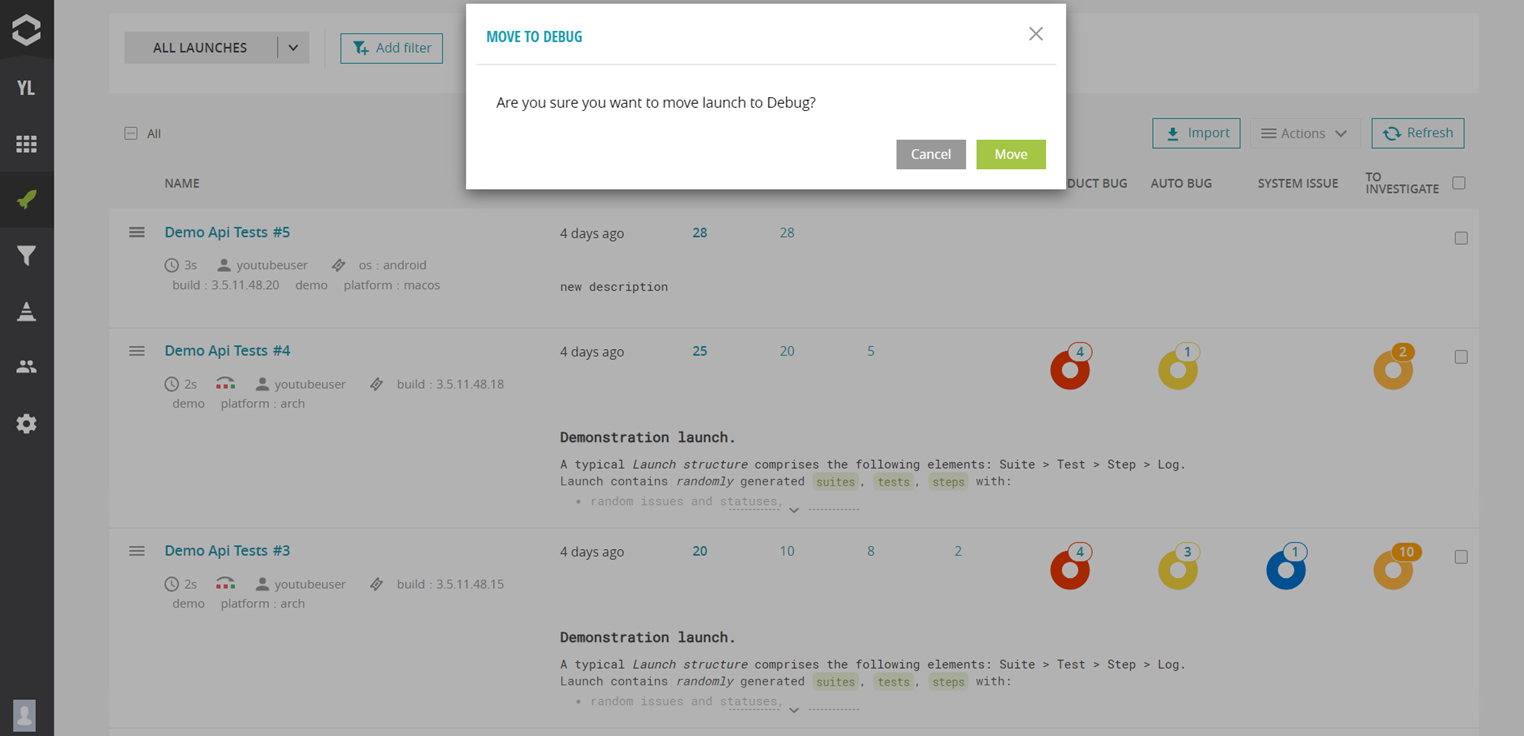 MOVE TO DEBUG
Are you sure you want to move launch to Debug?
Cancel
Move
YL
ALL LAUNCHES
Add filter
All
Import
Actions
Refresh
NAME
DUCT BUG
AUTO BUG
SYSTEM ISSUE
TO
INVESTIGATE
Demo Api Tests #5
4 days ago
28
28
3s youtubeuser os : android
build : 3.5.11.48.20 demo platform : macos
new description
Demo Api Tests #4
4 days ago
25
20
5
4
1
2
2s youtubeuser build : 3.5.11.48.18
demo platform : arch
Demonstration launch.
A typical Launch structure comprises the following elements: Suite > Test > Step > Log.
Launch contains randomly generated suites, tests, steps with:
• random issues and statuses,
Demo Api Tests #3
4 days ago
20
10
8
2
4
3
1
10
2s youtubeuser build : 3.5.11.48.15
demo platform : arch
Demonstration launch.
A typical Launch structure comprises the following elements: Suite > Test > Step > Log.
Launch contains randomly generated suites, tests, steps with:
• random issues and statuses,